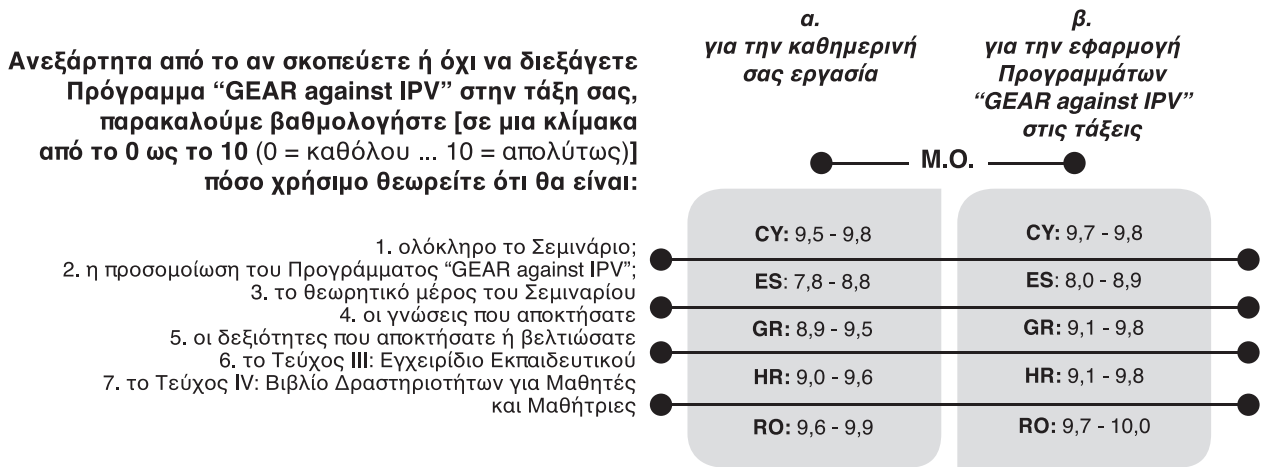 Ανεξάρτητα από το αν σκοπεύετε ή όχι να διεξάγετε
Πρόγραμμα “GEAR against IPV” στην τάξη σας,
παρακαλούμε βαθμολογήστε [σε μια κλίμακα
από το 0 ως το 10 (0 = καθόλου ... 10 = απολύτως)]
πόσο χρήσιμο θεωρείτε ότι θα είναι:
α.
για την καθημερινή
σας εργασία
β.
για την εφαρμογή
Προγραμμάτων
“GEAR against IPV”
στις τάξεις
Μ.Ο.
1. ολόκληρο το Σεμινάριο;
2. η προσομοίωση του Προγράμματος “GEAR against IPV”;
3. το θεωρητικό μέρος του Σεμιναρίου
4. οι γνώσεις που αποκτήσατε
5. οι δεξιότητες που αποκτήσατε ή βελτιώσατε
6. το Τεύχος ΙΙΙ: Εγχειρίδιο Εκπαιδευτικού
7. το Τεύχος IV: Βιβλίο Δραστηριοτήτων για Μαθητές
και Μαθήτριες
CY: 9,5 - 9,8
ES: 7,8 - 8,8
GR: 8,9 - 9,5
HR: 9,0 - 9,6
RO: 9,6 - 9,9
CY: 9,7 - 9,8
ES: 8,0 - 8,9
GR: 9,1 - 9,8
HR: 9,1 - 9,8
RO: 9,7 - 10,0